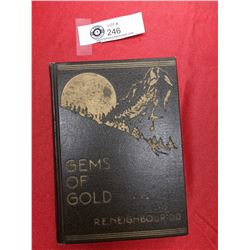 LOT #
246
GEMS
OF
GOLD
R.E. NEIGHBOUR D.D.